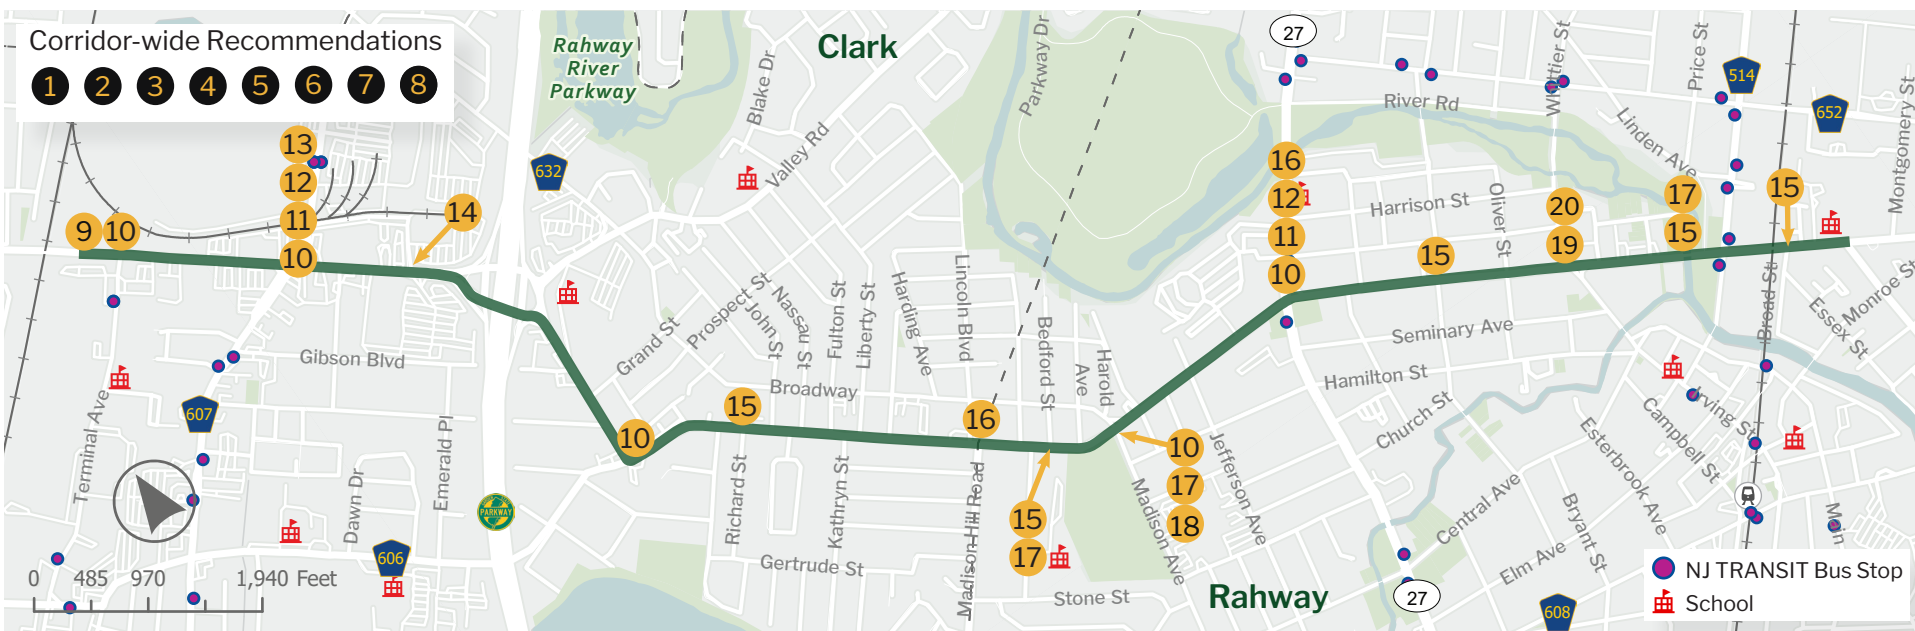 Corridor-wide Recommendations
1 2 3 4 5 6 7 8
Rahway
River
Parkway
Clark
Blake Dr
Valley Rd
Parkway Dr
27
River Rd
Whittier St
Price St
514
652
Linden Ave
Montgomery St
632
13
12
11
10
9 10
14
16
12
11
10
Harrison St
Oliver St
15
20
19
17
15
15
Broad St
Essex St
Monroe St
Terminal Ave
607
Gibson Blvd
Emerald Pl
Dawn Dr
606
PARKWAY
Grand St
Prospect St
John St
Nassau St
Fulton St
Liberty St
Harding Ave
Lincoln Blvd
Bedford St
Harold
Ave
Broadway
10
15
16
15
17
10
17
18
Richard St
Kathryn St
Gertrude St
Madison Hill Road
Stone St
Madison Ave
Jefferson Ave
Seminary Ave
Hamilton St
Church St
Central Ave
Elm Ave
Bryant St
Esterbrook Ave
Campbell St
Irving St
Main
Rahway
27
608
0 485 970 1,940 Feet
NJ TRANSIT Bus Stop
School